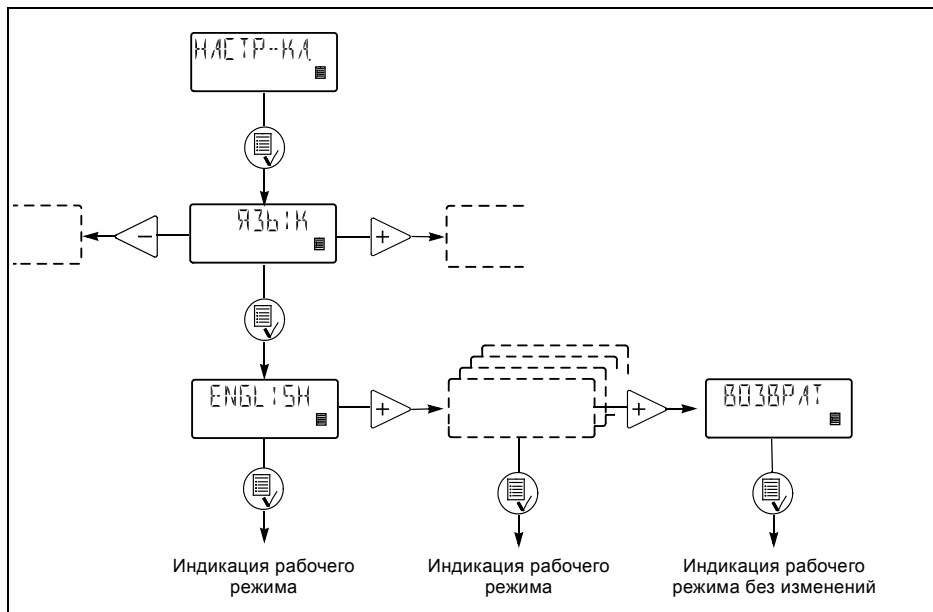 НАСТР-КА
ЯЗЫК
ENGLISH
ВОЗВРАТ
Индикация рабочего
режима
Индикация рабочего
режима
Индикация рабочего
режима без изменений